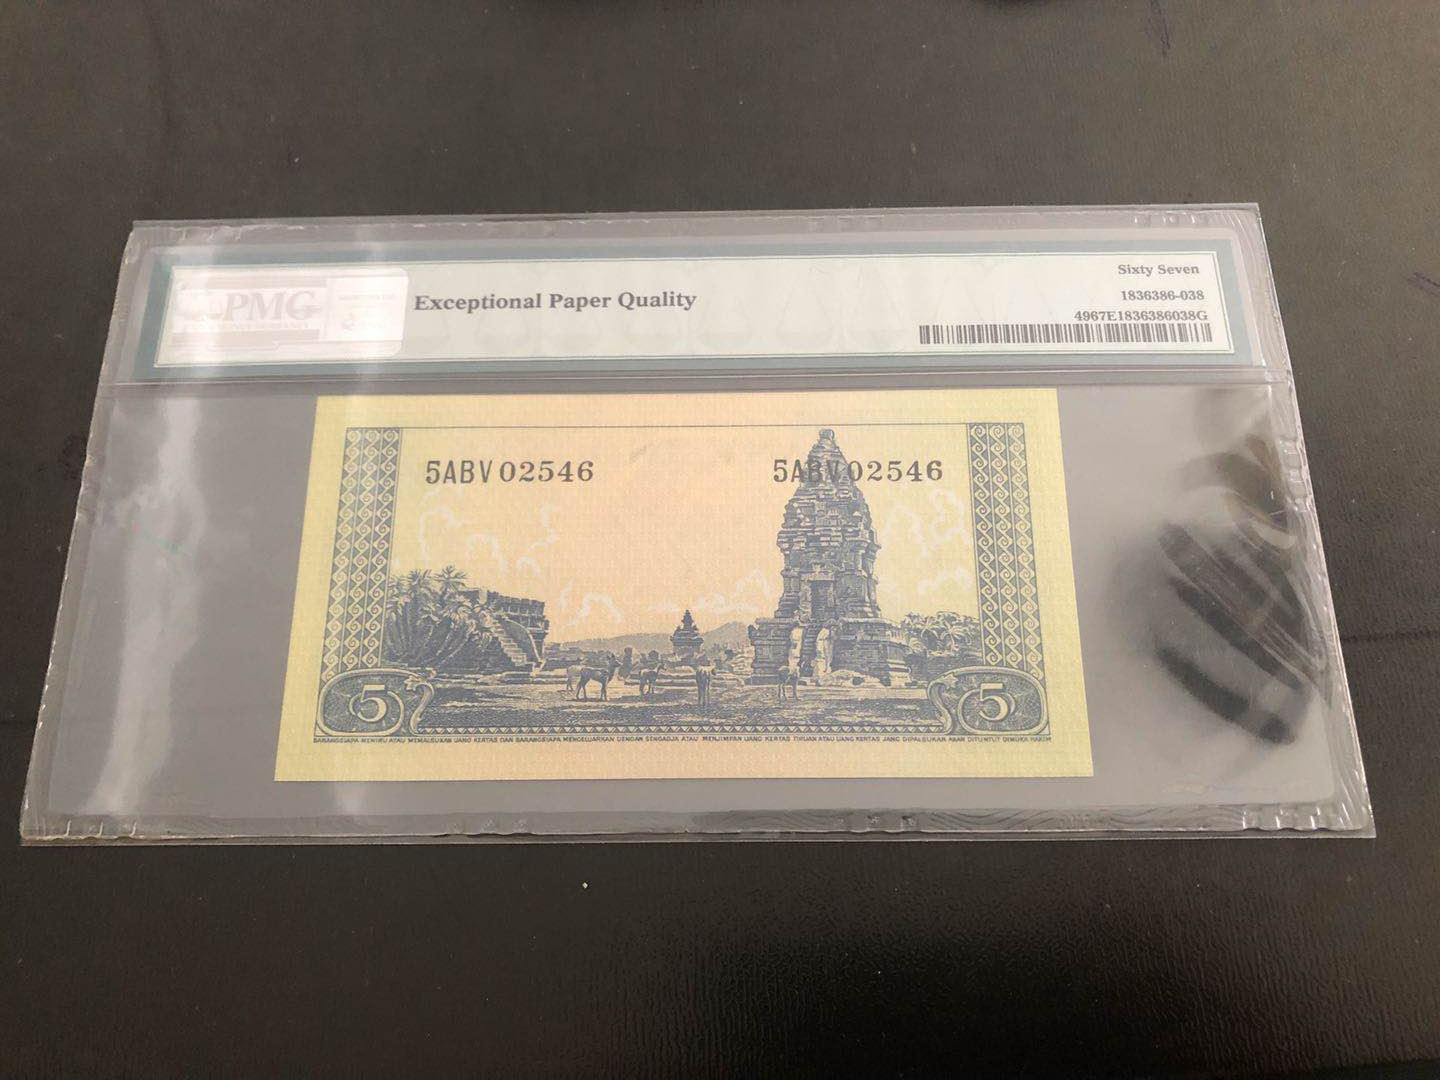 PMG
Exceptional Paper Quality
Sixty Seven
1836386-038
4967E1836386038G
5ABV 02546 5ABV 02546
5 5
BARANGSIAPA MENIRU ATAU MEMALSUKAN UANG KERTAS DAN BARANGSIAPA MENGELUARKAN DENGAN SENGADJA ATAU MENJIMPAN UANG KERTAS TIRUAN ATAU UANG KERTAS JANG DIPALSUKAN AKAN DITUNTUT DIMUKA HAKIM